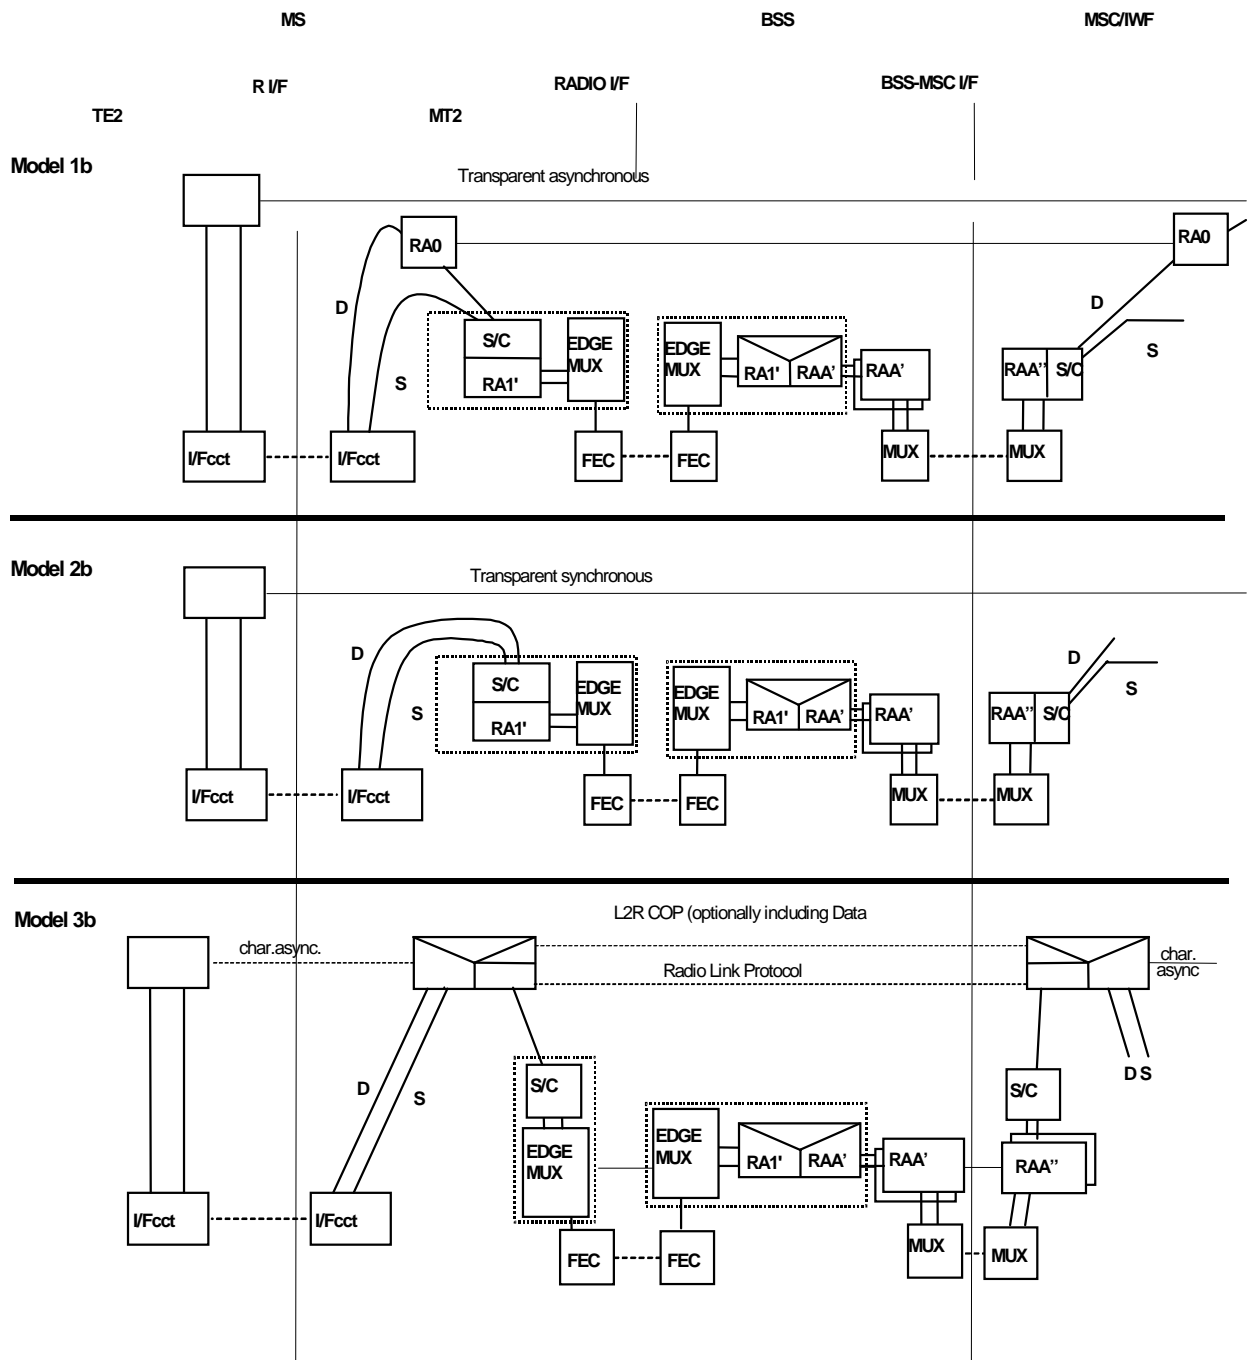 MS BSS MSC/IWF
R I/F RADIO I/F BSS-MSC I/F
TE2 MT2
Model 1b
Transparent asynchronous
RA0 RA0
D D
S/C EDGE MUX EDGE MUX S
S RA1' RA1' RAA' RAA' RAA'' S/C
I/Fcct I/Fcct FEC FEC MUX MUX
Model 2b
Transparent synchronous
D D
S/C EDGE MUX EDGE MUX S
S RA1' RA1' RAA' RAA' RAA'' S/C
I/Fcct I/Fcct FEC FEC MUX MUX
Model 3b
L2R COP (optionally including Data
char.async. char. async
Radio Link Protocol
D S S/C D S
S/C
EDGE MUX EDGE MUX RA1' RAA' RAA' RAA''
I/Fcct I/Fcct FEC FEC MUX MUX